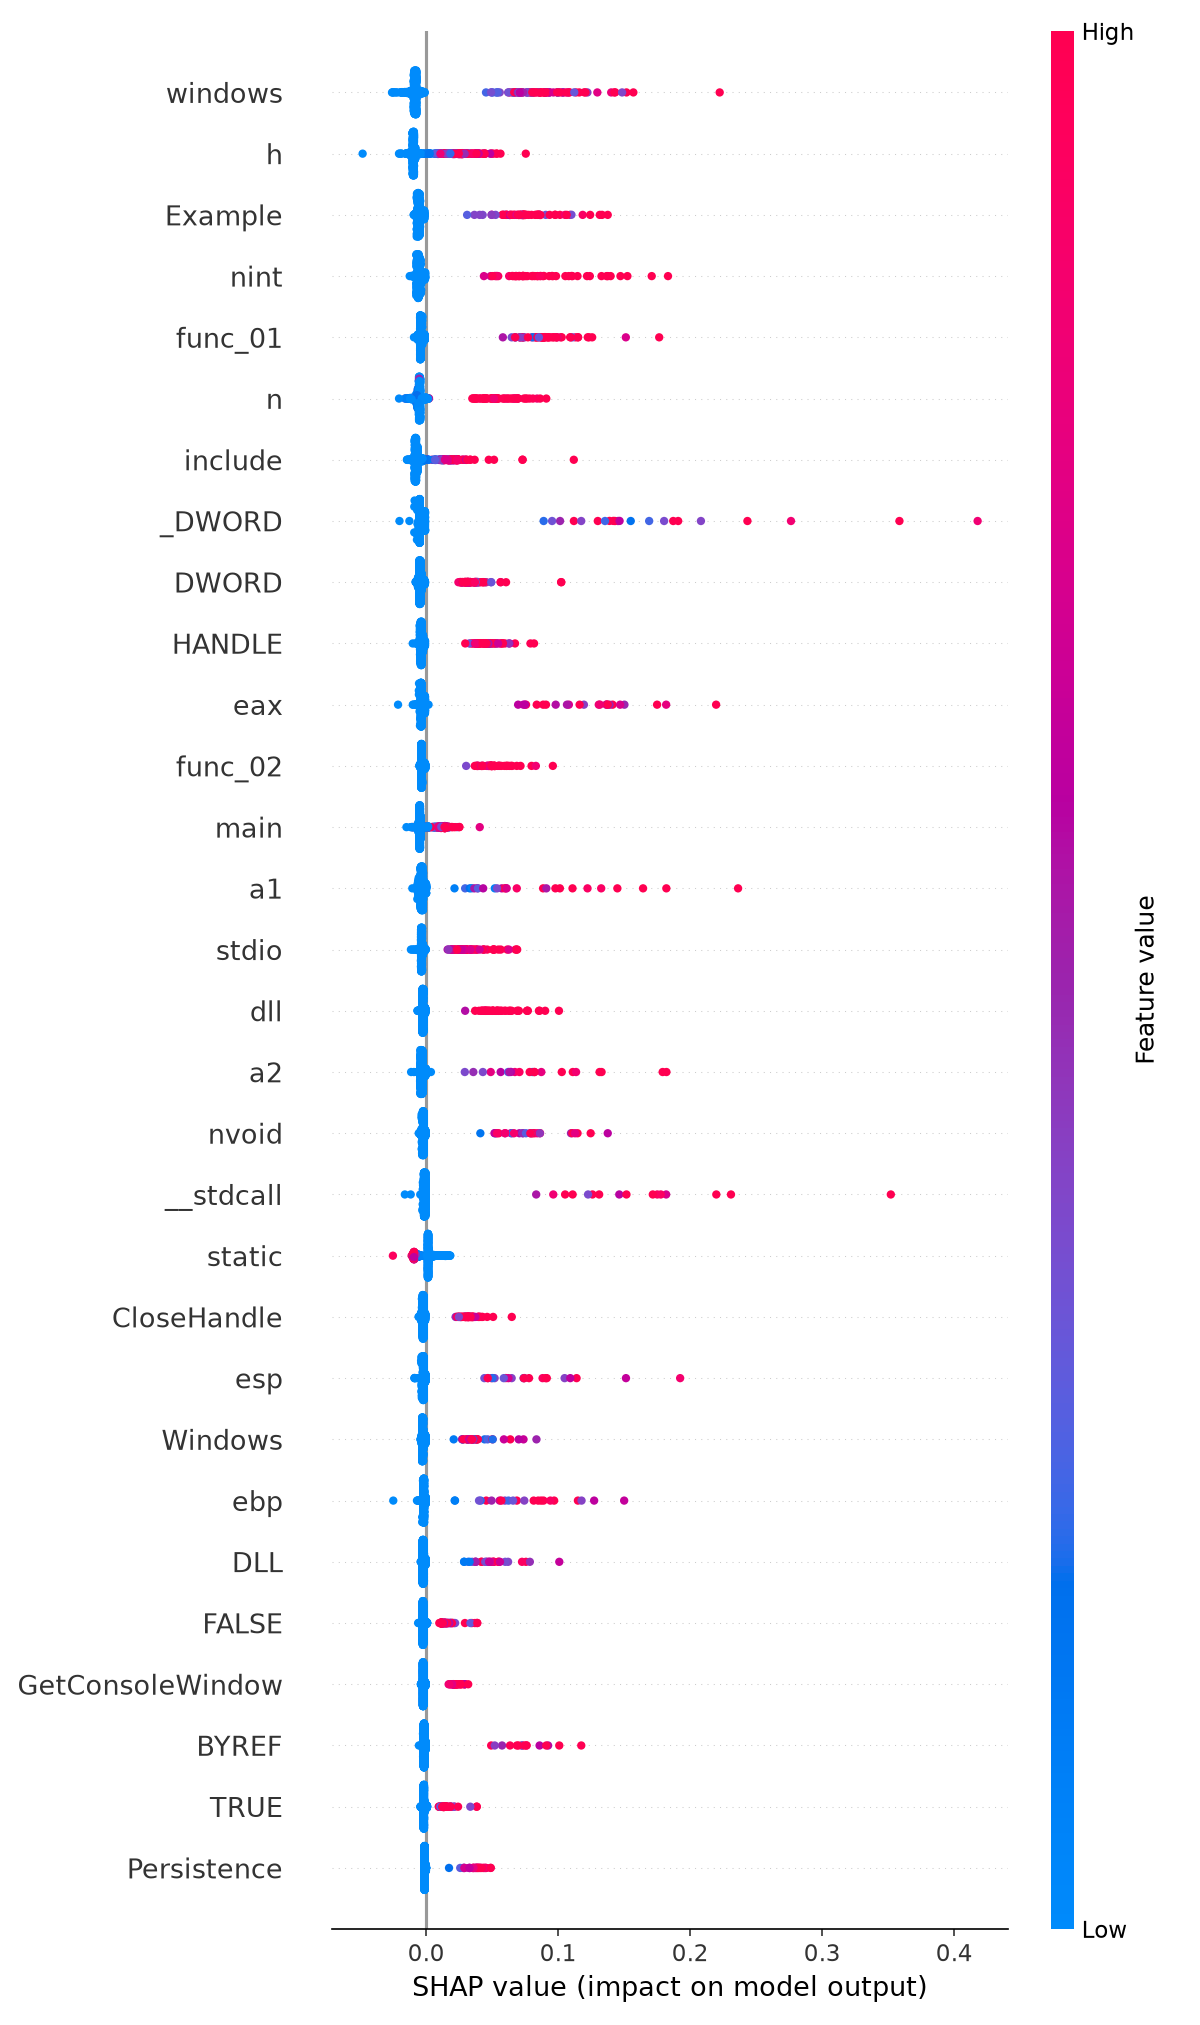 High
windows
h
Example
nint
func_01
n
include
_DWORD
DWORD
HANDLE
eax
func_02
main
a1
stdio
dll
a2
nvoid
__stdcall
static
CloseHandle
esp
Windows
ebp
DLL
FALSE
GetConsoleWindow
BYREF
TRUE
Persistence
Feature value
Low
0.0 0.1 0.2 0.3 0.4
SHAP value (impact on model output)